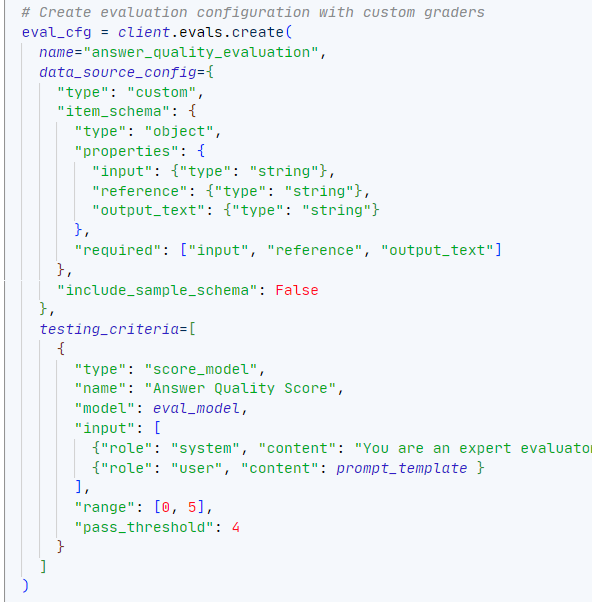 # Create evaluation configuration with custom graders
eval_cfg = client.evals.create(
name="answer_quality_evaluation",
data_source_config={
"type": "custom",
"item_schema": {
"type": "object",
"properties": {
"input": {"type": "string"},
"reference": {"type": "string"},
"output_text": {"type": "string"}
},
"required": ["input", "reference", "output_text"]
},
"include_sample_schema": False
},
testing_criteria=[
{
"type": "score_model",
"name": "Answer Quality Score",
"model": eval_model,
"input": [
{"role": "system", "content": "You are an expert evaluato
{"role": "user", "content": prompt_template }
],
"range": [0, 5],
"pass_threshold": 4
}
]
)